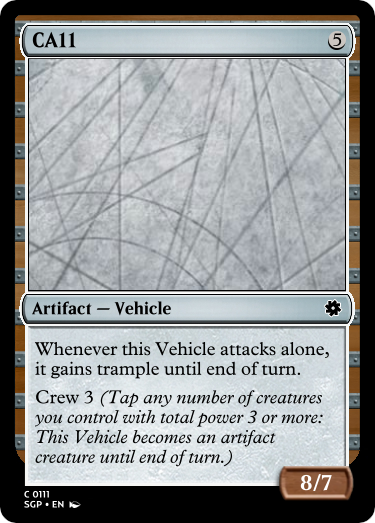 CA11 5
Artifact — Vehicle
Whenever this Vehicle attacks alone,
it gains trample until end of turn.
Crew 3 (Tap any number of creatures
you control with total power 3 or more:
This Vehicle becomes an artifact
creature until end of turn.)
8/7
C 0111
SGP • EN